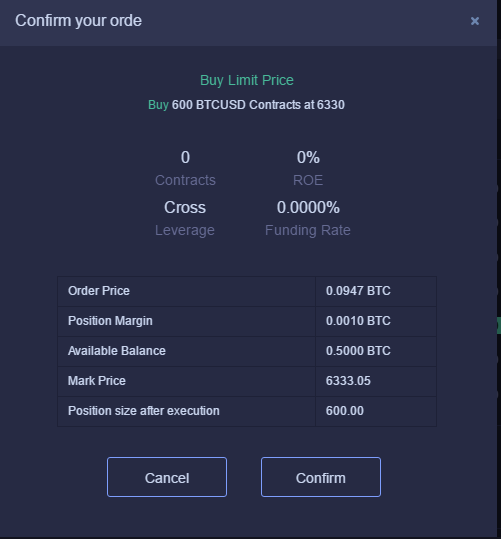 Confirm your orde
×
Buy Limit Price
Buy 600 BTCUSD Contracts at 6330
0 0%
Contracts ROE
Cross 0.0000%
Leverage Funding Rate
Order Price 0.0947 BTC
Position Margin 0.0010 BTC
Available Balance 0.5000 BTC
Mark Price 6333.05
Position size after execution 600.00
Cancel Confirm